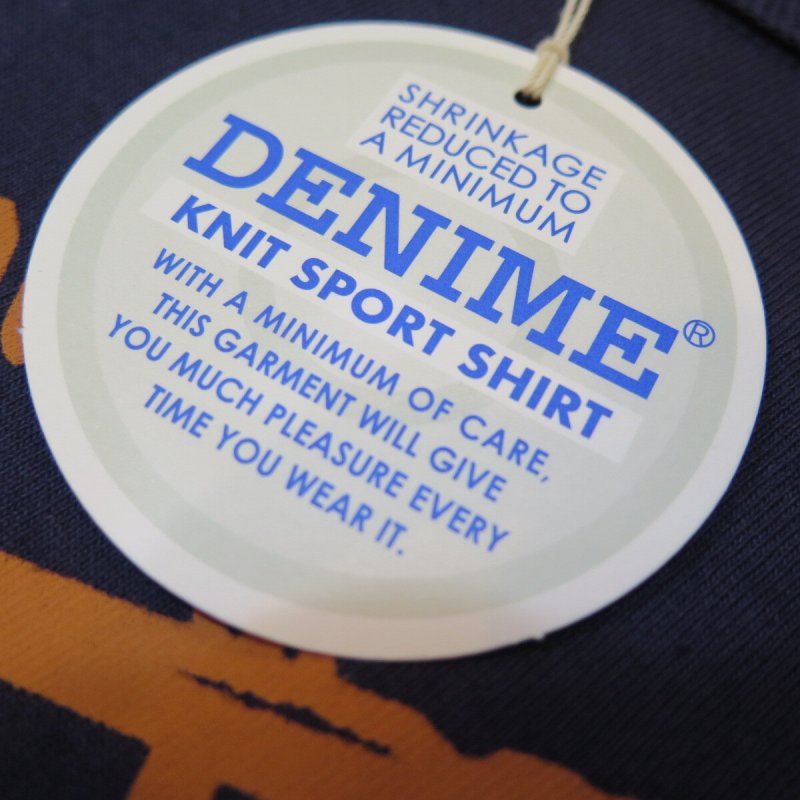 SHRINKAGE
REDUCED TO
A MINIMUM
DENIME®
KNIT SPORT SHIRT
WITH A MINIMUM OF CARE,
THIS GARMENT WILL GIVE
YOU MUCH PLEASURE EVERY
TIME YOU WEAR IT.